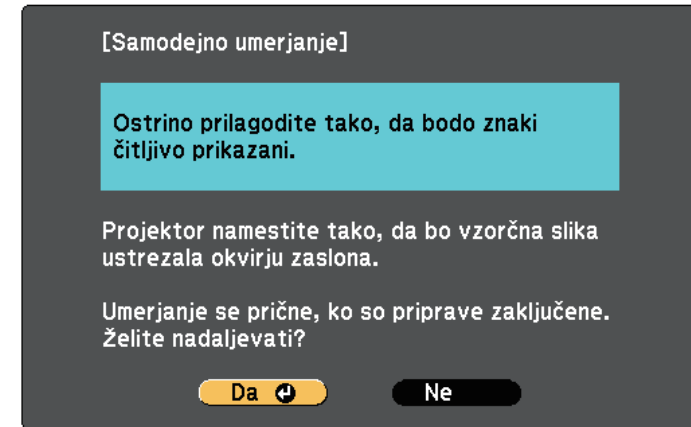 [Samodejno umerjanje]
Ostrino prilagodite tako, da bodo znaki
čitljivo prikazani.
Projektor namestite tako, da bo vzorčna slika
ustrezala okvirju zaslona.
Umerjanje se prične, ko so priprave zaključene.
Želite nadaljevati?
Da Ne